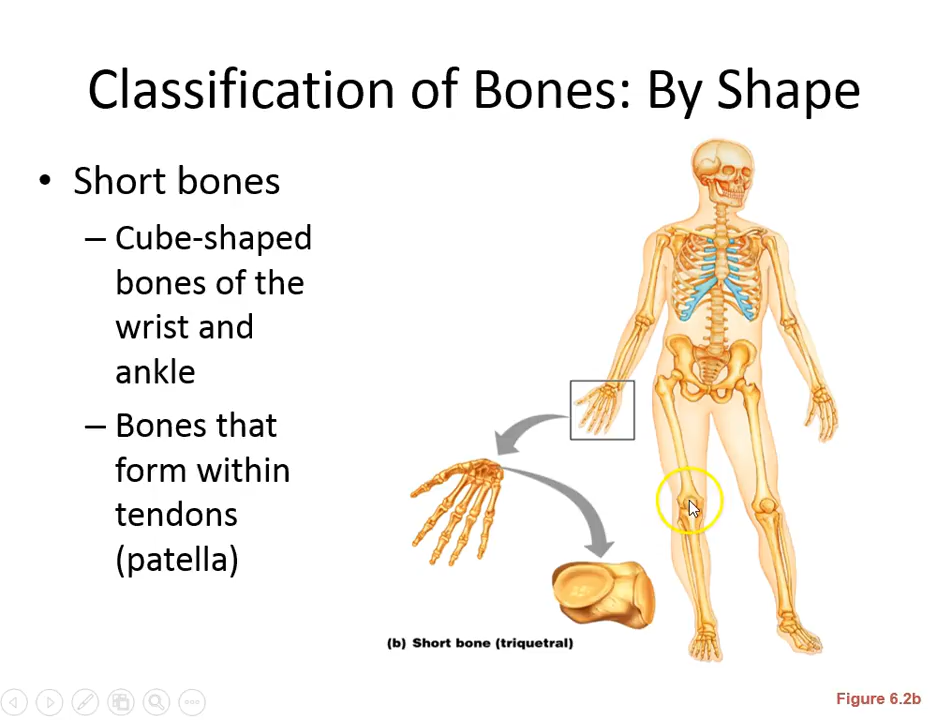 Classification of Bones: By Shape
• Short bones
– Cube-shaped
bones of the
wrist and
ankle
– Bones that
form within
tendons
(patella)
(b) Short bone (triquetral)
Figure 6.2b